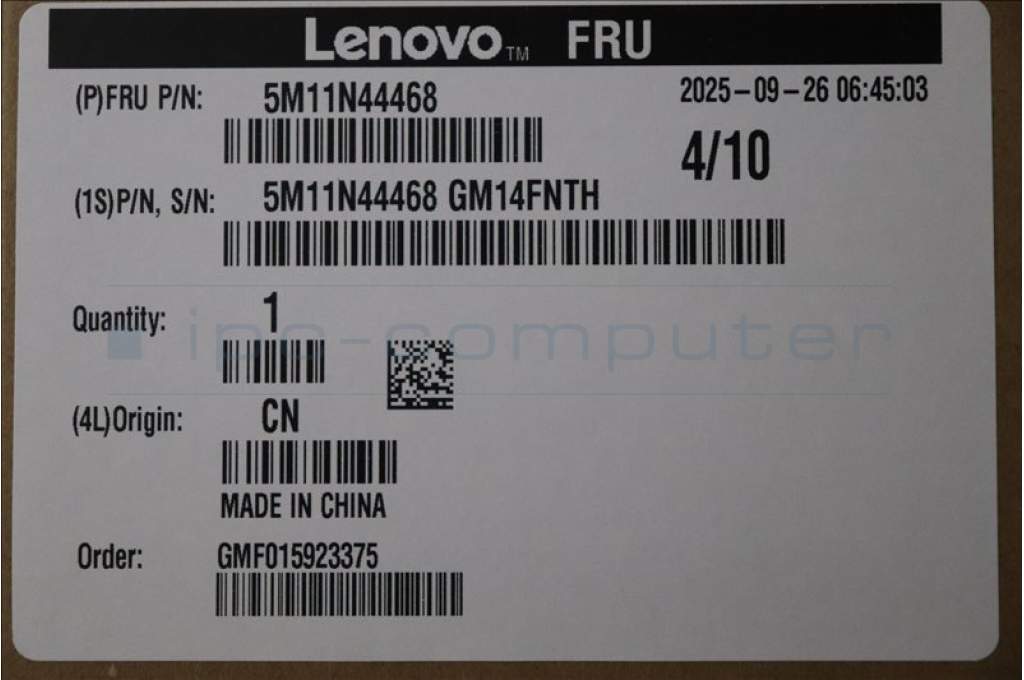 Lenovo™ FRU
(P)FRU P/N: 5M11N44468 2025-09-26 06:45:03
4/10
(1S)P/N, S/N: 5M11N44468 GM14FNTH
Quantity: 1
ipc-computer
(4L)Origin: CN
MADE IN CHINA
Order: GMF015923375